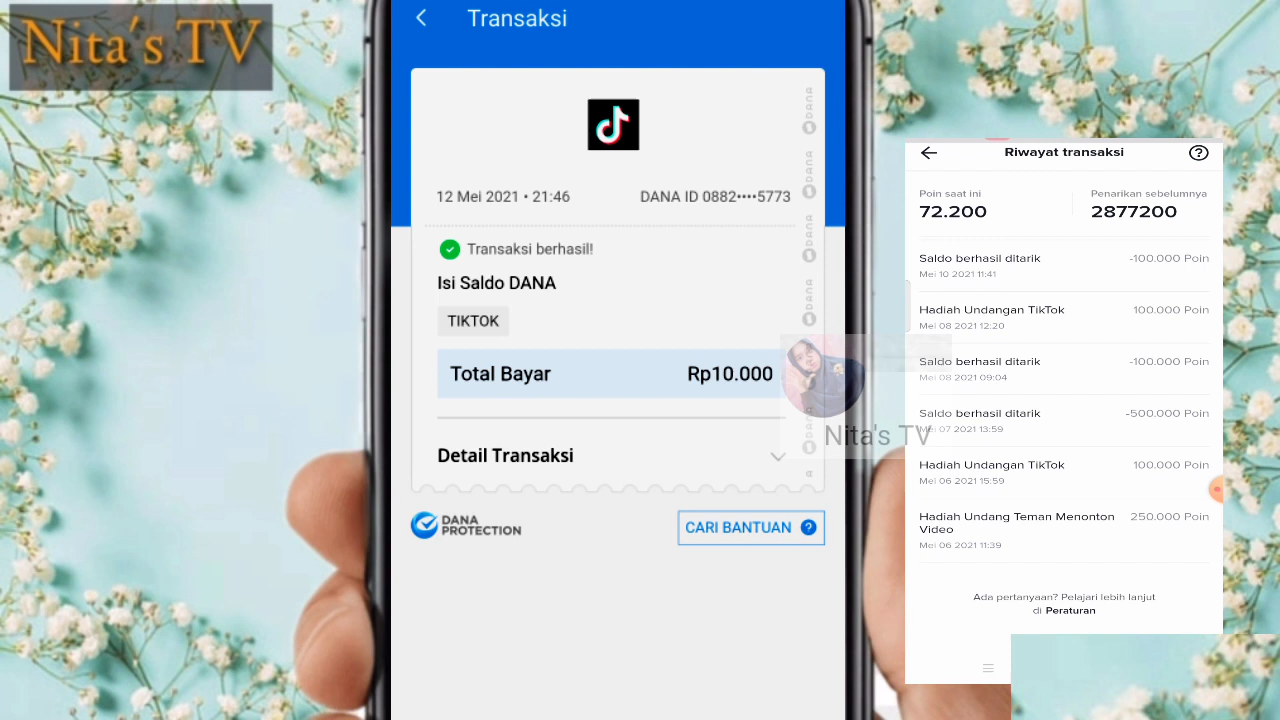 Nita's TV
Transaksi
12 Mei 2021 • 21:46
DANA ID 0882••••5773
Transaksi berhasil!
Isi Saldo DANA
TIKTOK
Total Bayar
Rp10.000
Detail Transaksi
DANA
PROTECTION
CARI BANTUAN ?
DANA
DANA
DANA
DANA
Nita's TV
Riwayat transaksi
?
Poin saat ini
Penarikan sebelumnya
72.200
2877200
Saldo berhasil ditarik
-100.000 Poin
Mei 10 2021 11:41
Hadiah Undangan TikTok
100.000 Poin
Mei 08 2021 12:20
Saldo berhasil ditarik
-100.000 Poin
Mei 08 2021 09:04
Saldo berhasil ditarik
-500.000 Poin
Mei 07 2021 13:59
Hadiah Undangan TikTok
100.000 Poin
Mei 06 2021 15:59
Hadiah Undang Teman Menonton
Video
250.000 Poin
Mei 06 2021 11:39
Ada pertanyaan? Pelajari lebih lanjut
di Peraturan